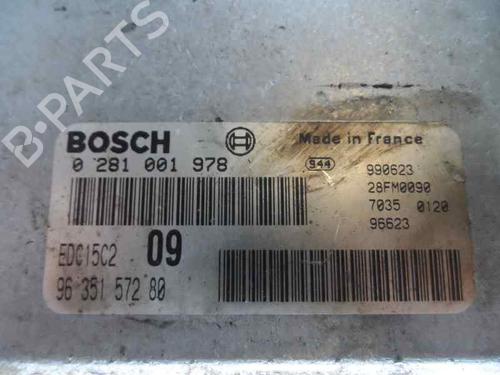 B-PARTS
BOSCH
Made in France
0 281 001 978
944
990623
28FM0090
7035 0120
96623
EDC15C2 09
96 351 572 80